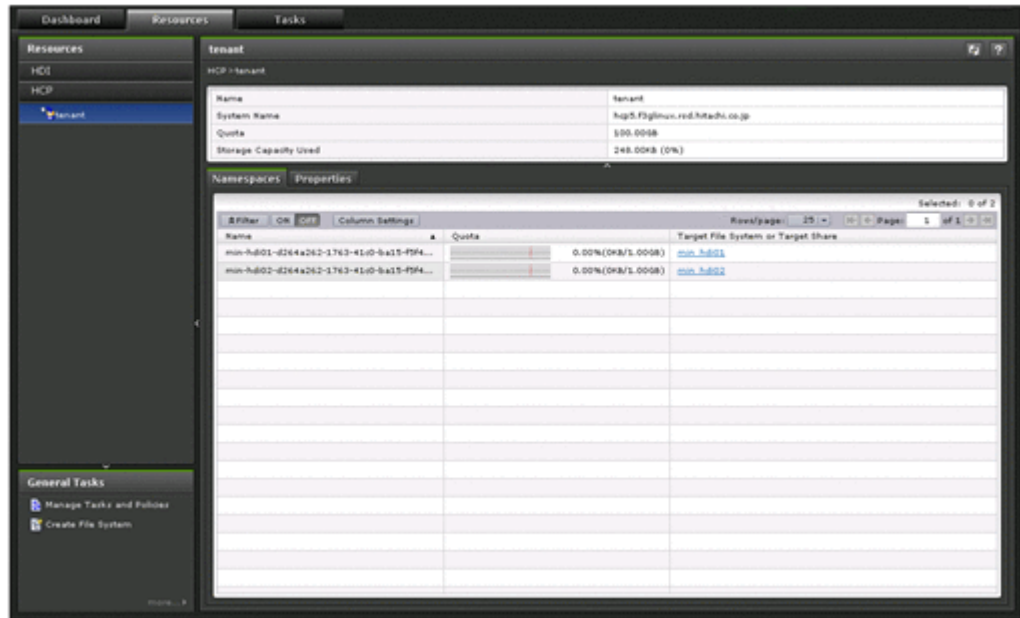 Dashboard Resources Tasks
Resources
HDI
HCP
tenant
General Tasks
Manage Tasks and Policies
Create File System
more...
tenant
HCP > tenant
Name tenant
System Name hcp5.f3glinux.rsd.hitachi.co.jp
Quota 100.00GB
Storage Capacity Used 248.00KB (0%)
Namespaces Properties
Selected: 0 of 2
Filter ON OFF Column Settings Rows/page: 25 Page: 1 of 1
Name Quota Target File System or Target Share
min-hdi01-d264a262-1763-41c0-ba15-f5f4... 0.00%(0KB/1.00GB) min_hdi01
min-hdi02-d264a262-1763-41c0-ba15-f5f4... 0.00%(0KB/1.00GB) min_hdi02